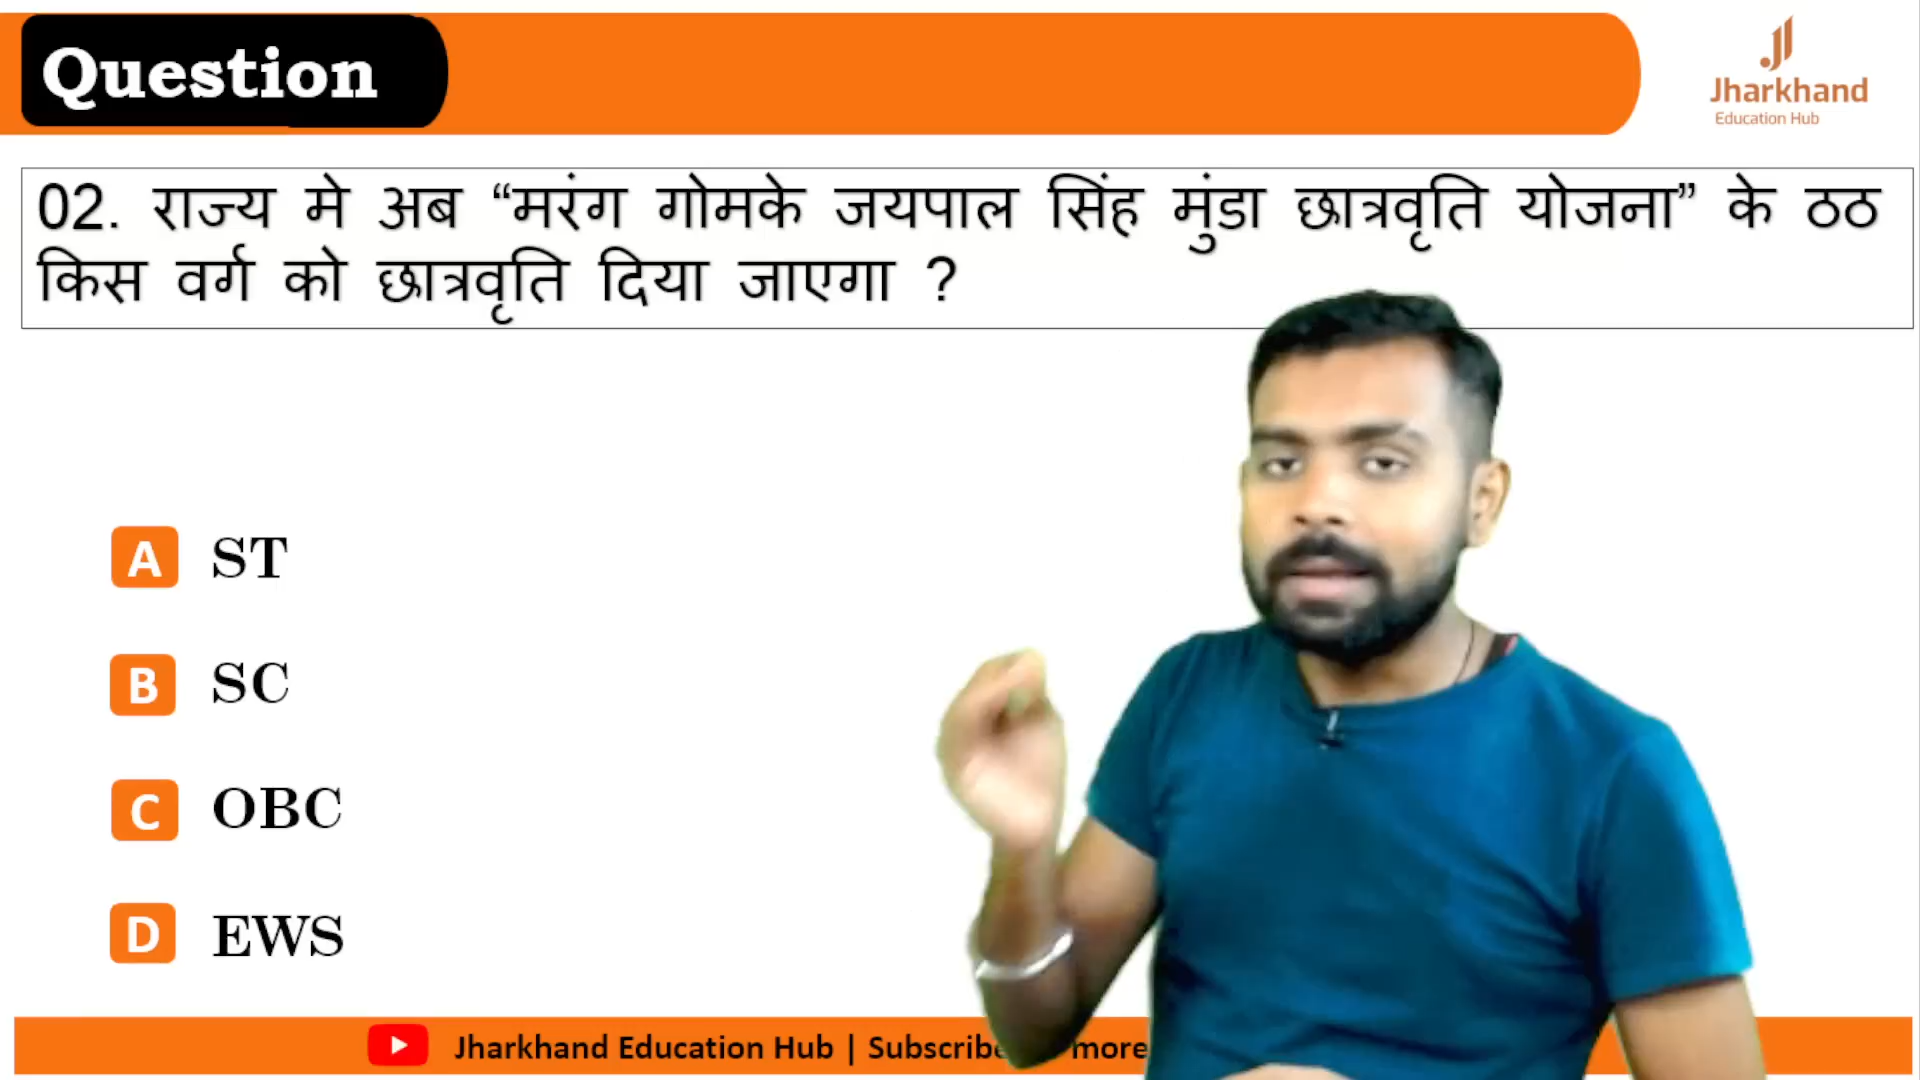 Question
Jharkhand
Education Hub
02. राज्य मे अब “मरंग गोमके जयपाल सिंह मुंडा छात्रवृति योजना” के ठठ
किस वर्ग को छात्रवृति दिया जाएगा ?
A ST
B SC
C OBC
D EWS
Jharkhand Education Hub | Subscribe more